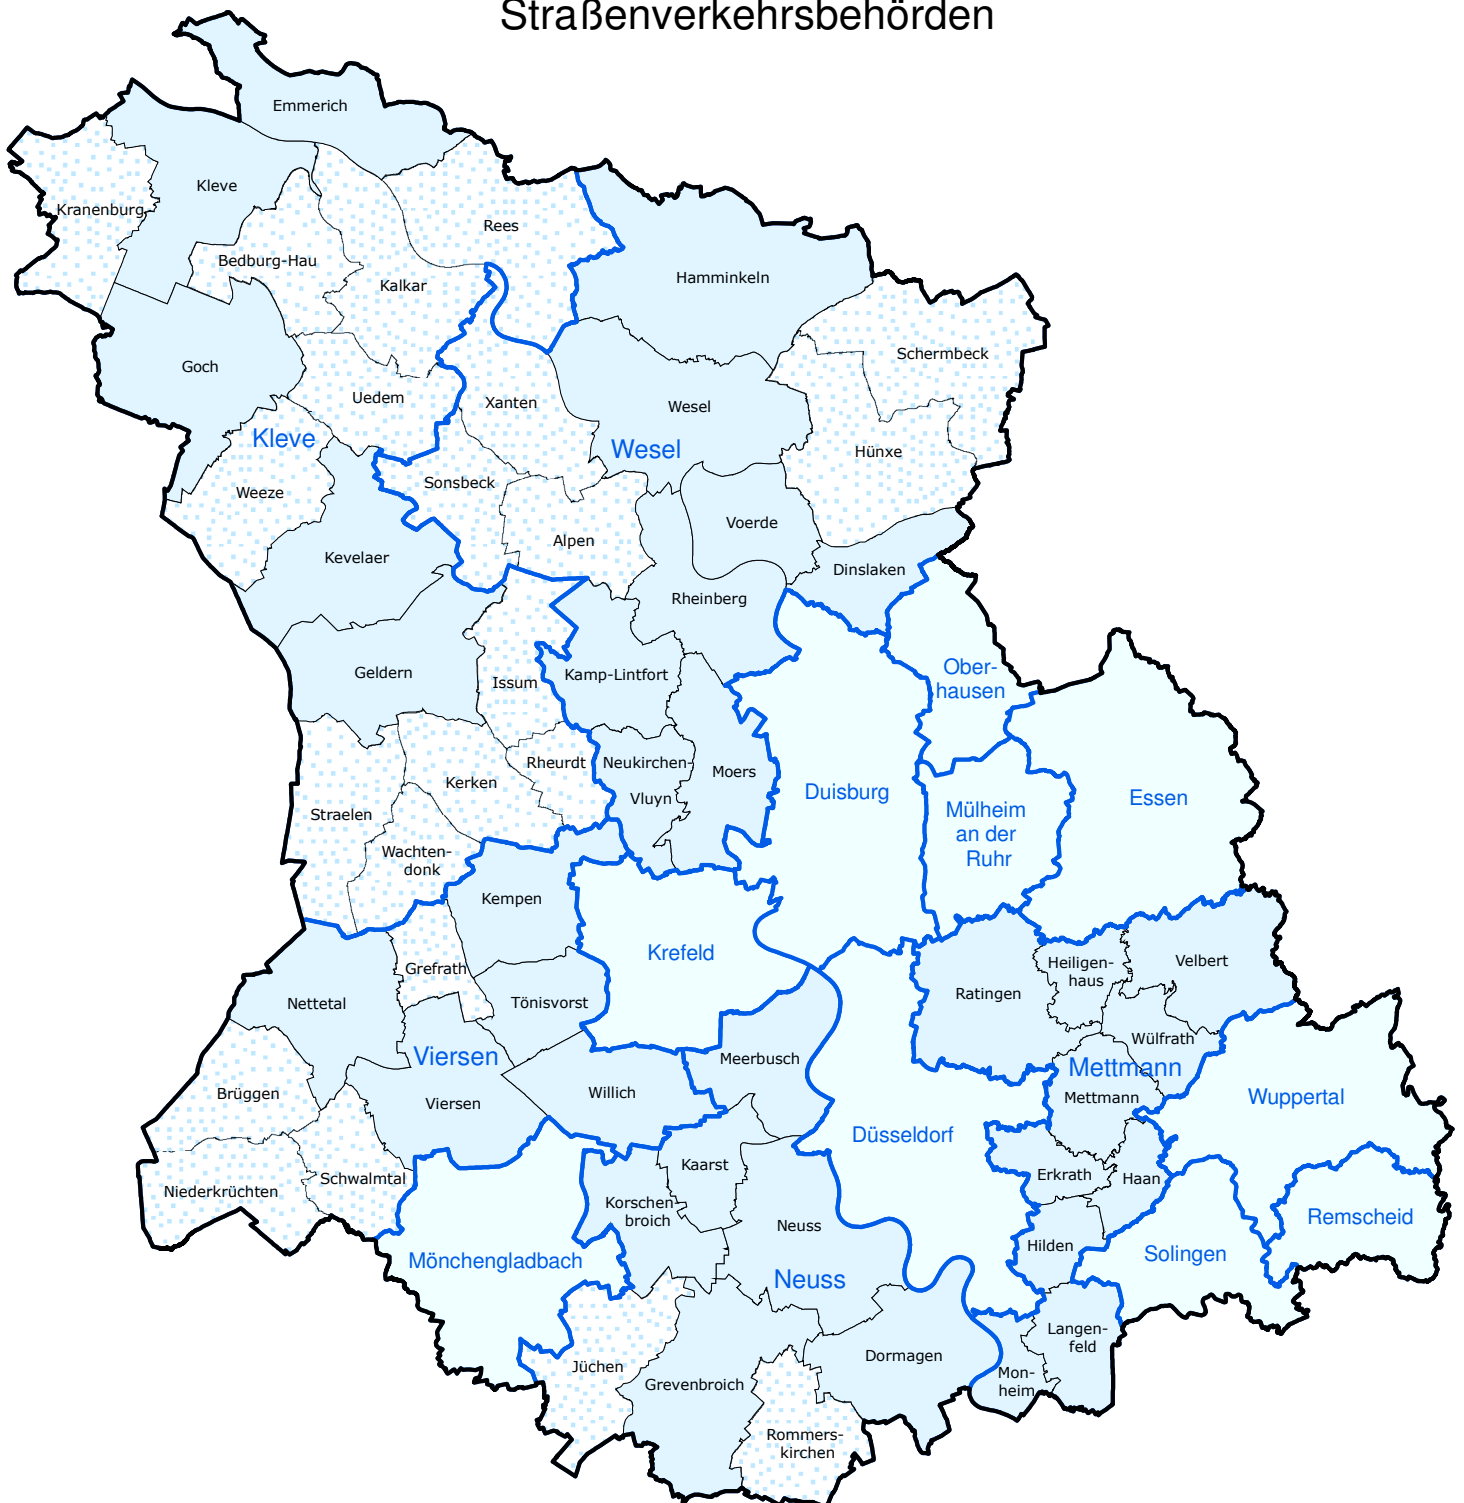 Straßenverkehrsbehörden
Emmerich
Kleve
Kranenburg
Rees
Bedburg-Hau
Hamminkeln
Kalkar
Schermbeck
Goch
Uedem
Xanten
Wesel
Kleve
Wesel
Hünxe
Sonsbeck
Weeze
Voerde
Alpen
Kevelaer
Dinslaken
Rheinberg
Ober-
hausen
Geldern
Kamp-Lintfort
Issum
Rheurdt
Neukirchen-
Vluyn
Moers
Kerken
Duisburg
Essen
Mülheim
an der
Ruhr
Straelen
Wachten-
donk
Kempen
Krefeld
Grefrath
Heiligen-
haus
Velbert
Ratingen
Nettetal
Tönisvorst
Wülfrath
Viersen
Meerbusch
Mettmann
Mettmann
Brüggen
Willich
Viersen
Wuppertal
Düsseldorf
Kaarst
Erkrath
Haan
Schwalmtal
Niederkrüchten
Korschen-
broich
Neuss
Remscheid
Hilden
Solingen
Mönchengladbach
Neuss
Langen-
feld
Dormagen
Jüchen
Grevenbroich
Mon-
heim
Rommers-
kirchen